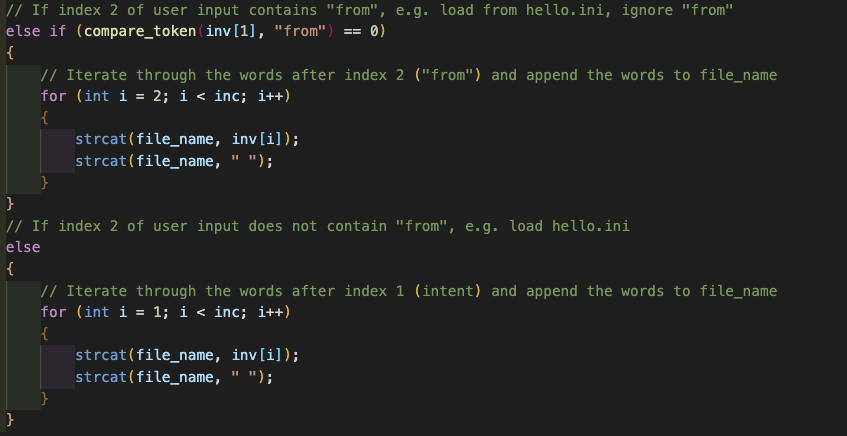 // If index 2 of user input contains "from", e.g. load from hello.ini, ignore "from"
else if (compare_token(inv[1], "from") == 0)
{
    // Iterate through the words after index 2 ("from") and append the words to file_name
    for (int i = 2; i < inc; i++)
    {
        strcat(file_name, inv[i]);
        strcat(file_name, " ");
    }
}
// If index 2 of user input does not contain "from", e.g. load hello.ini
else
{
    // Iterate through the words after index 1 (intent) and append the words to file_name
    for (int i = 1; i < inc; i++)
    {
        strcat(file_name, inv[i]);
        strcat(file_name, " ");
    }
}